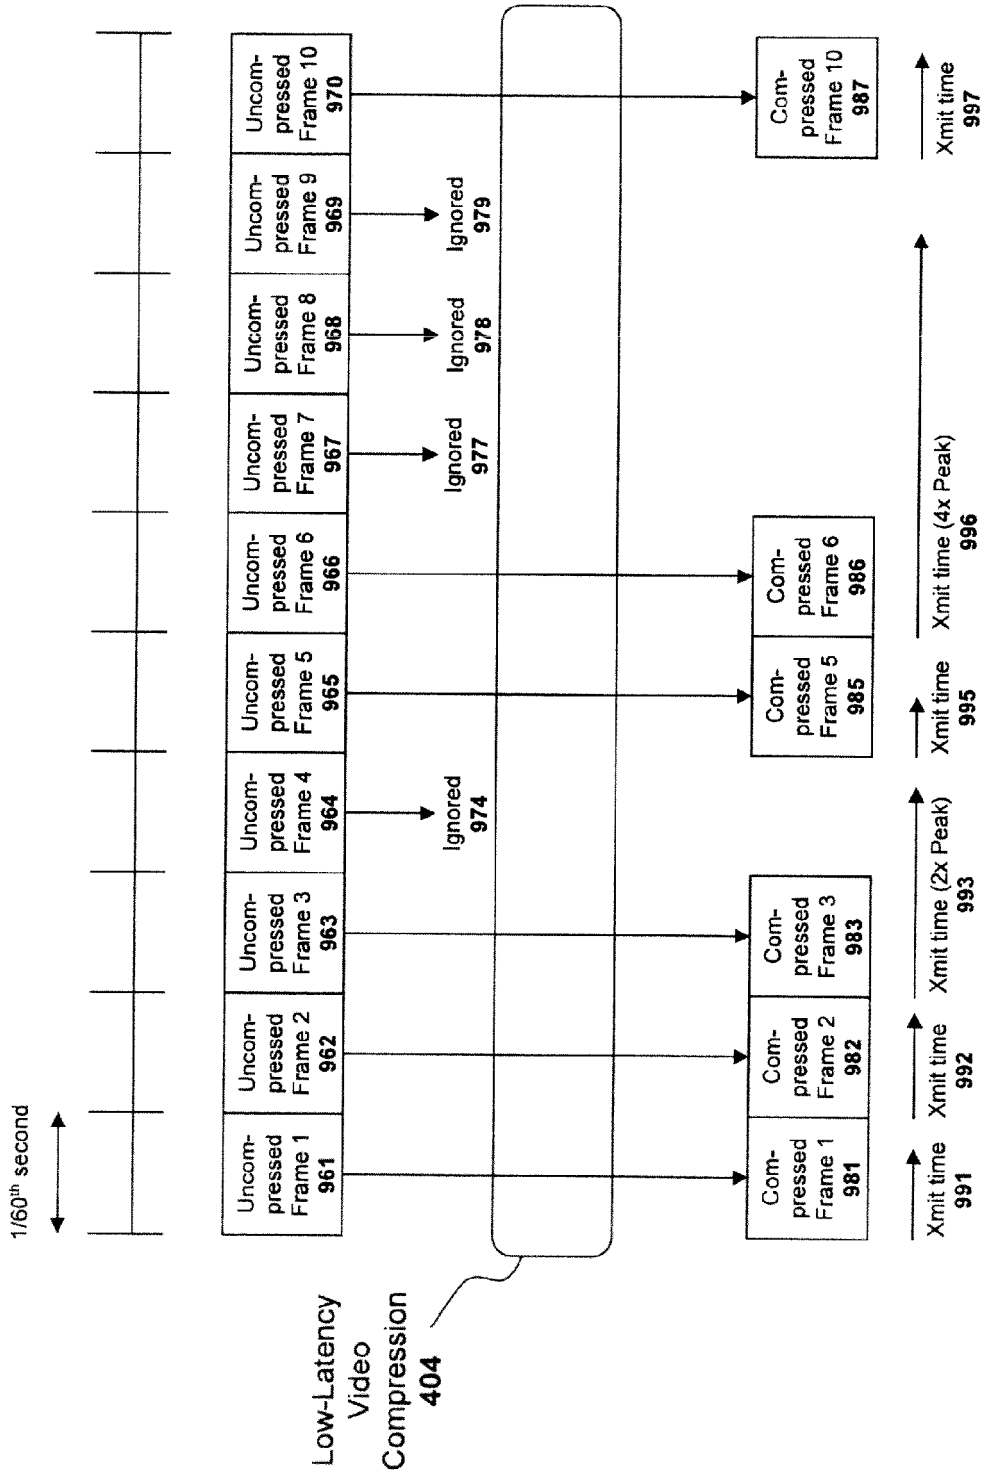 1/60th second
Uncom-
pressed
Frame 1
961
Uncom-
pressed
Frame 2
962
Uncom-
pressed
Frame 3
963
Uncom-
pressed
Frame 4
964
Uncom-
pressed
Frame 5
965
Uncom-
pressed
Frame 6
966
Uncom-
pressed
Frame 7
967
Uncom-
pressed
Frame 8
968
Uncom-
pressed
Frame 9
969
Uncom-
pressed
Frame 10
970
Ignored
974
Ignored
977
Ignored
978
Ignored
979
Low-Latency
Video
Compression
404
Com-
pressed
Frame 1
981
Com-
pressed
Frame 2
982
Com-
pressed
Frame 3
983
Com-
pressed
Frame 5
985
Com-
pressed
Frame 6
986
Com-
pressed
Frame 10
987
Xmit time
991
Xmit time
992
Xmit time (2x Peak)
993
Xmit time
995
Xmit time (4x Peak)
996
Xmit time
997